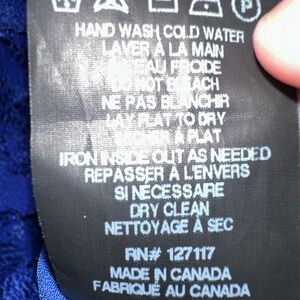 P
HAND WASH COLD WATER
LAVER À LA MAIN
EAU FROIDE
DO NOT BLEACH
NE PAS BLANCHIR
LAY FLAT TO DRY
À PLAT
IRON INSIDE OUT AS NEEDED
REPASSER À L'ENVERS
SI NÉCESSAIRE
DRY CLEAN
NETTOYAGE À SEC
RN# 127117
MADE IN CANADA
FABRIQUÉ AU CANADA